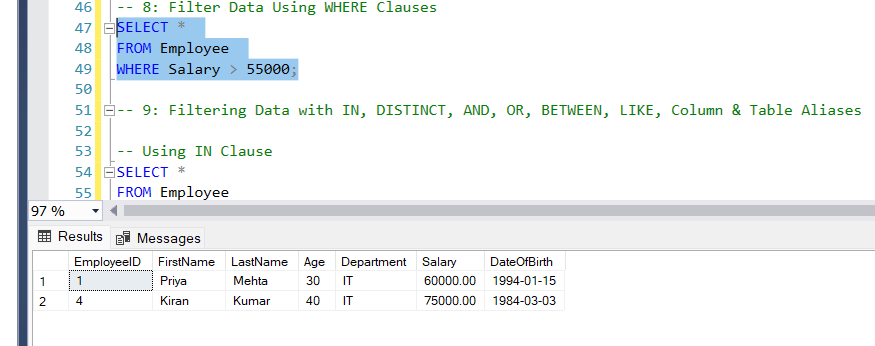 46 -- 8: Filter Data Using WHERE Clauses
47 SELECT *
48 FROM Employee
49 WHERE Salary > 55000;
50
51 -- 9: Filtering Data with IN, DISTINCT, AND, OR, BETWEEN, LIKE, Column & Table Aliases
52
53 -- Using IN Clause
54 SELECT *
55 FROM Employee
97 %
Results Messages
EmployeeID FirstName LastName Age Department Salary DateOfBirth
1 1 Priya Mehta 30 IT 60000.00 1994-01-15
2 4 Kiran Kumar 40 IT 75000.00 1984-03-03